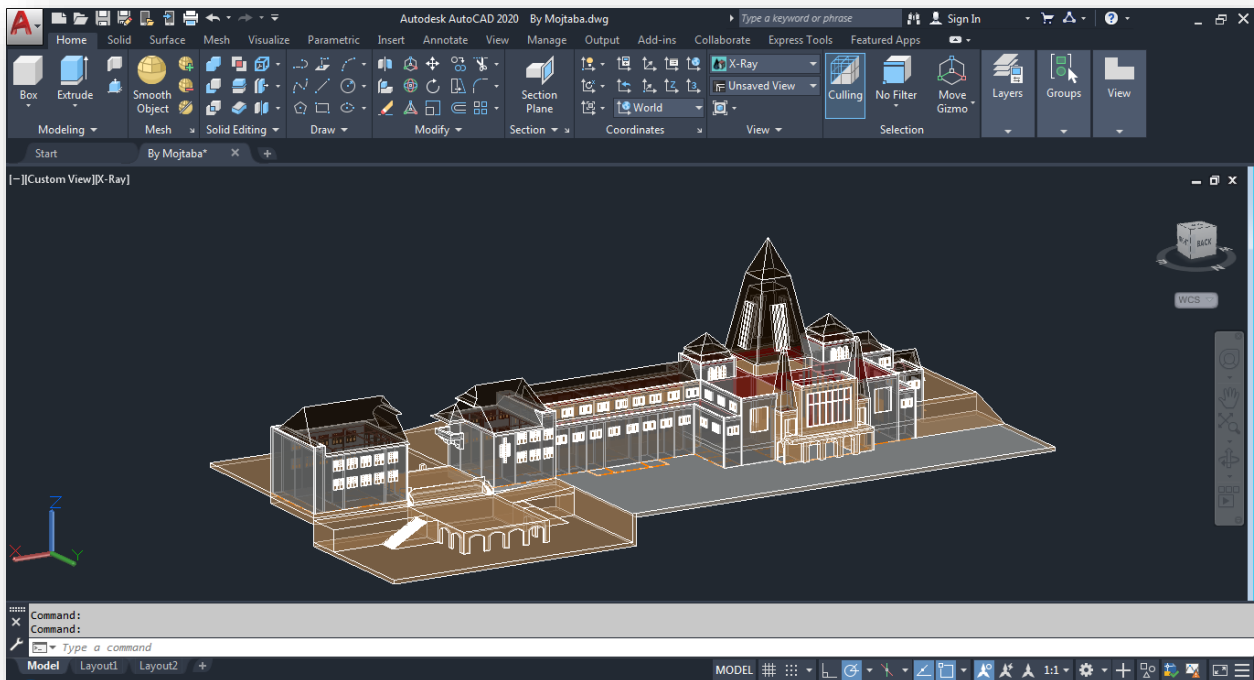 A Autodesk AutoCAD 2020 By Mojtaba.dwg Type a keyword or phrase Sign In
Home Solid Surface Mesh Visualize Parametric Insert Annotate View Manage Output Add-ins Collaborate Express Tools Featured Apps
X-Ray
Unsaved View
World
Box Extrude Smooth Object Section Plane Culling No Filter Move Gizmo Layers Groups View
Modeling Mesh Solid Editing Draw Modify Section Coordinates View Selection
Start By Mojtaba* +
[−][Custom View][X-Ray]
BACK
WCS
Z
X Y
Command:
Command:
Type a command
Model Layout1 Layout2 +
MODEL 1:1